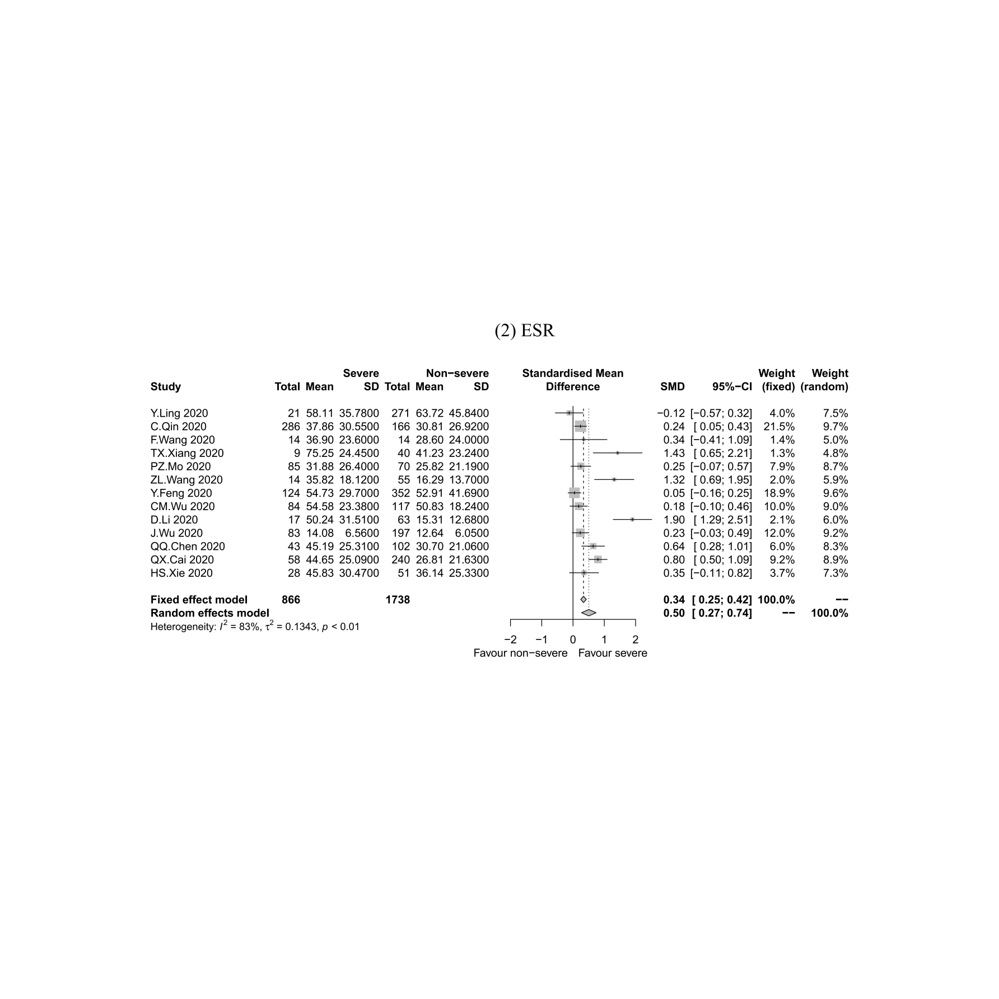 (2) ESR
Severe Non−severe Standardised Mean Weight Weight
Study Total Mean SD Total Mean SD Difference SMD 95%−CI (fixed) (random)
Y.Ling 2020 21 58.11 35.7800 271 63.72 45.8400 −0.12 [−0.57; 0.32] 4.0% 7.5%
C.Qin 2020 286 37.86 30.5500 166 30.81 26.9200 0.24 [ 0.05; 0.43] 21.5% 9.7%
F.Wang 2020 14 36.90 23.6000 14 28.60 24.0000 0.34 [−0.41; 1.09] 1.4% 5.0%
TX.Xiang 2020 9 75.25 24.4500 40 41.23 23.2400 1.43 [ 0.65; 2.21] 1.3% 4.8%
PZ.Mo 2020 85 31.88 26.4000 70 25.82 21.1900 0.25 [−0.07; 0.57] 7.9% 8.7%
ZL.Wang 2020 14 35.82 18.1200 55 16.29 13.7000 1.32 [ 0.69; 1.95] 2.0% 5.9%
Y.Feng 2020 124 54.73 29.7000 352 52.91 41.6900 0.05 [−0.16; 0.25] 18.9% 9.6%
CM.Wu 2020 84 54.58 23.3800 117 50.83 18.2400 0.18 [−0.10; 0.46] 10.0% 9.0%
D.Li 2020 17 50.24 31.5100 63 15.31 12.6800 1.90 [ 1.29; 2.51] 2.1% 6.0%
J.Wu 2020 83 14.08 6.5600 197 12.64 6.0500 0.23 [−0.03; 0.49] 12.0% 9.2%
QQ.Chen 2020 43 45.19 25.3100 102 30.70 21.0600 0.64 [ 0.28; 1.01] 6.0% 8.3%
QX.Cai 2020 58 44.65 25.0900 240 26.81 21.6300 0.80 [ 0.50; 1.09] 9.2% 8.9%
HS.Xie 2020 28 45.83 30.4700 51 36.14 25.3300 0.35 [−0.11; 0.82] 3.7% 7.3%
Fixed effect model 866 1738 0.34 [ 0.25; 0.42] 100.0% −−
Random effects model 0.50 [ 0.27; 0.74] −− 100.0%
Heterogeneity: I² = 83%, τ² = 0.1343, p < 0.01
−2 −1 0 1 2
Favour non−severe Favour severe